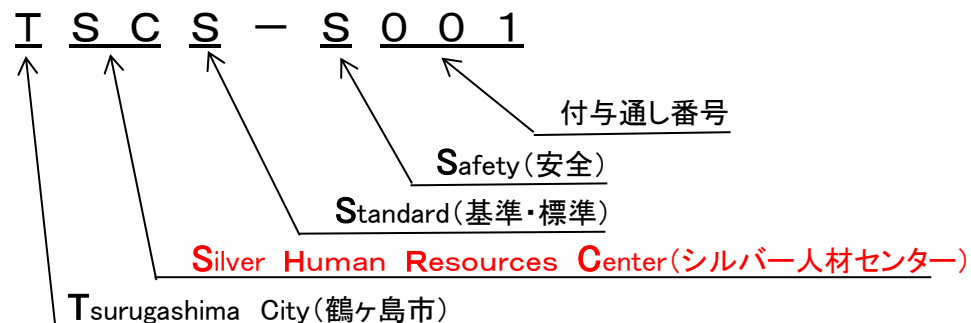 TSCS－S001
付与通し番号
Safety(安全)
Standard(基準・標準)
Silver Human Resources Center(シルバー人材センター)
Tsurugashima City(鶴ヶ島市)